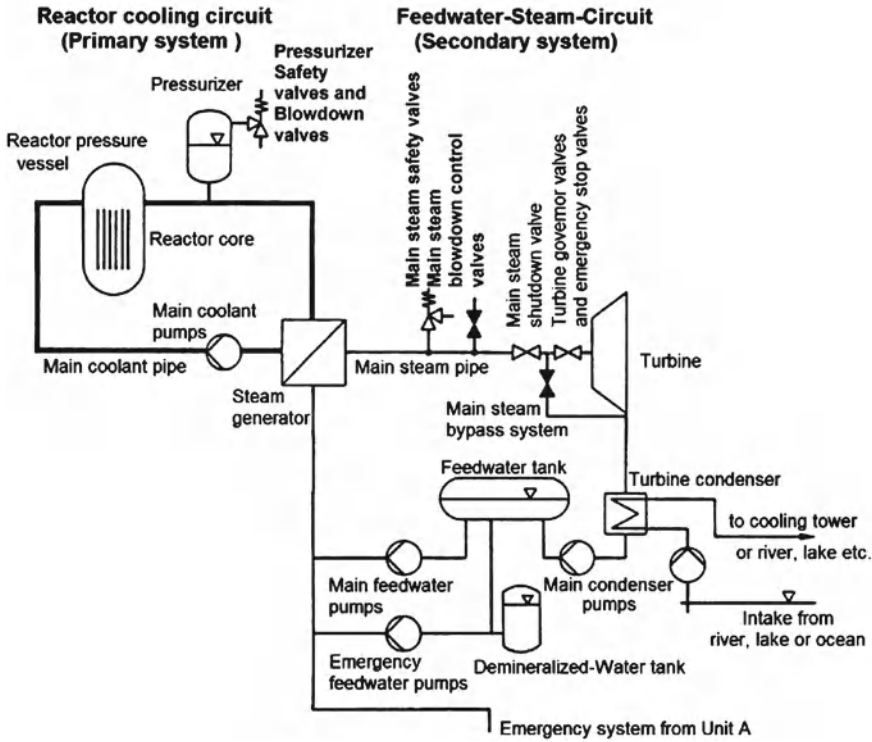 Reactor cooling circuit
(Primary system )
Feedwater-Steam-Circuit
(Secondary system)
Pressurizer
Pressurizer
Safety
valves and
Blowdown
valves
Reactor pressure
vessel
Reactor core
Main coolant
pumps
Main coolant pipe
Steam
generator
Main steam safety valves
Main steam
blowdown control
valves
Main steam
shutdown valve
Turbine governor valves
and emergency stop valves
Main steam pipe
Turbine
Main steam
bypass system
Feedwater tank
Turbine condenser
to cooling tower
or river, lake etc.
Main feedwater
pumps
Main condenser
pumps
Intake from
river, lake or ocean
Emergency
feedwater pumps
Demineralized-Water tank
Emergency system from Unit A